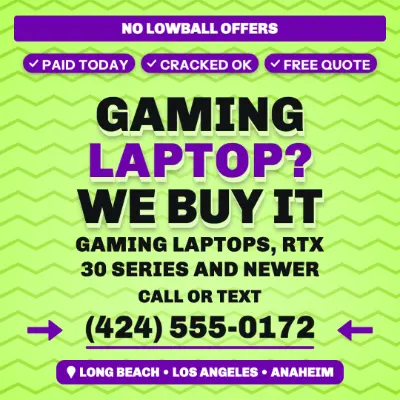 NO LOWBALL OFFERS
✓ PAID TODAY ✓ CRACKED OK ✓ FREE QUOTE
GAMING
LAPTOP?
WE BUY IT
GAMING LAPTOPS, RTX
30 SERIES AND NEWER
CALL OR TEXT
(424) 555-0172
LONG BEACH • LOS ANGELES • ANAHEIM